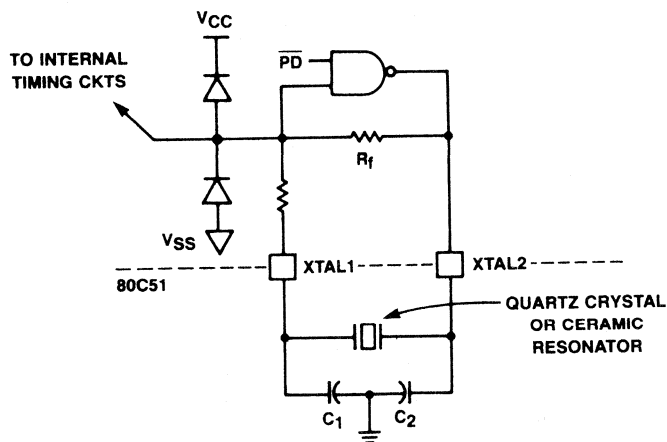 VCC
TO INTERNAL
TIMING CKTS
PD
Rf
VSS
XTAL1
XTAL2
80C51
QUARTZ CRYSTAL
OR CERAMIC
RESONATOR
C1
C2